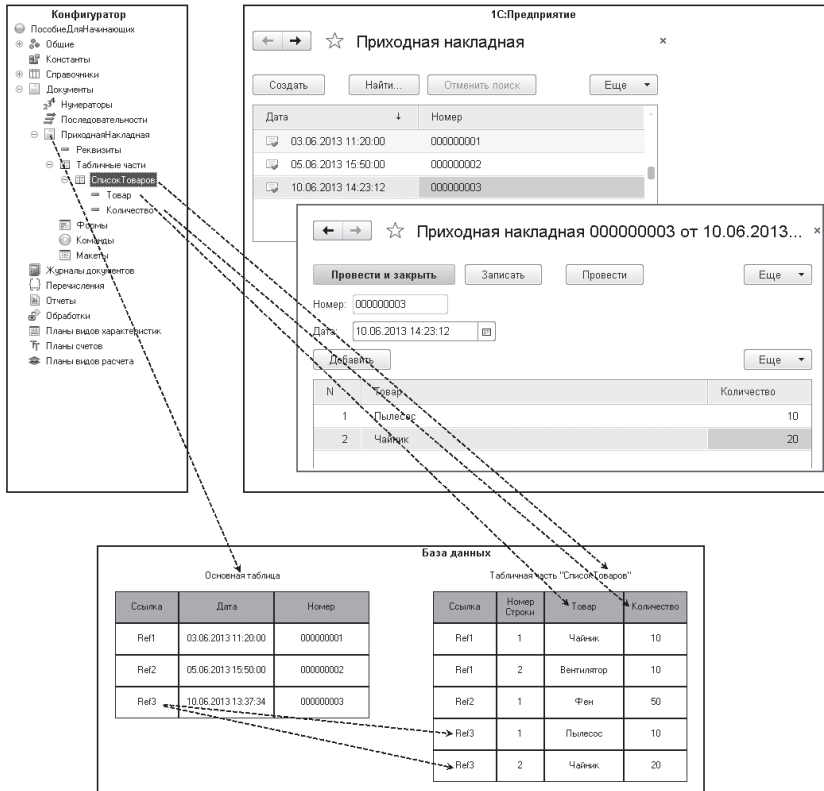 Конфигуратор
ПособиеДляНачинающих
Общие
Константы
Справочники
Документы
Нумераторы
Последовательности
ПриходнаяНакладная
Реквизиты
Табличные части
СписокТоваров
Товар
Количество
Формы
Команды
Макеты
Журналы документов
Перечисления
Отчеты
Обработки
Планы видов характеристик
Планы счетов
Планы видов расчета
1С:Предприятие
Приходная накладная
Создать Найти... Отменить поиск Еще
Дата Номер
03.06.2013 11:20:00 000000001
05.06.2013 15:50:00 000000002
10.06.2013 14:23:12 000000003
Приходная накладная 000000003 от 10.06.2013...
Провести и закрыть Записать Провести Еще
Номер: 000000003
Дата: 10.06.2013 14:23:12
Добавить Еще
N Товар Количество
1 Пылесос 10
2 Чайник 20
База данных
Основная таблица
Ссылка Дата Номер
Ref1 03.06.2013 11:20:00 000000001
Ref2 05.06.2013 15:50:00 000000002
Ref3 10.06.2013 13:37:34 000000003
Табличная часть "СписокТоваров"
Ссылка Номер Строки Товар Количество
Ref1 1 Чайник 10
Ref1 2 Вентилятор 10
Ref2 1 Фен 50
Ref3 1 Пылесос 10
Ref3 2 Чайник 20